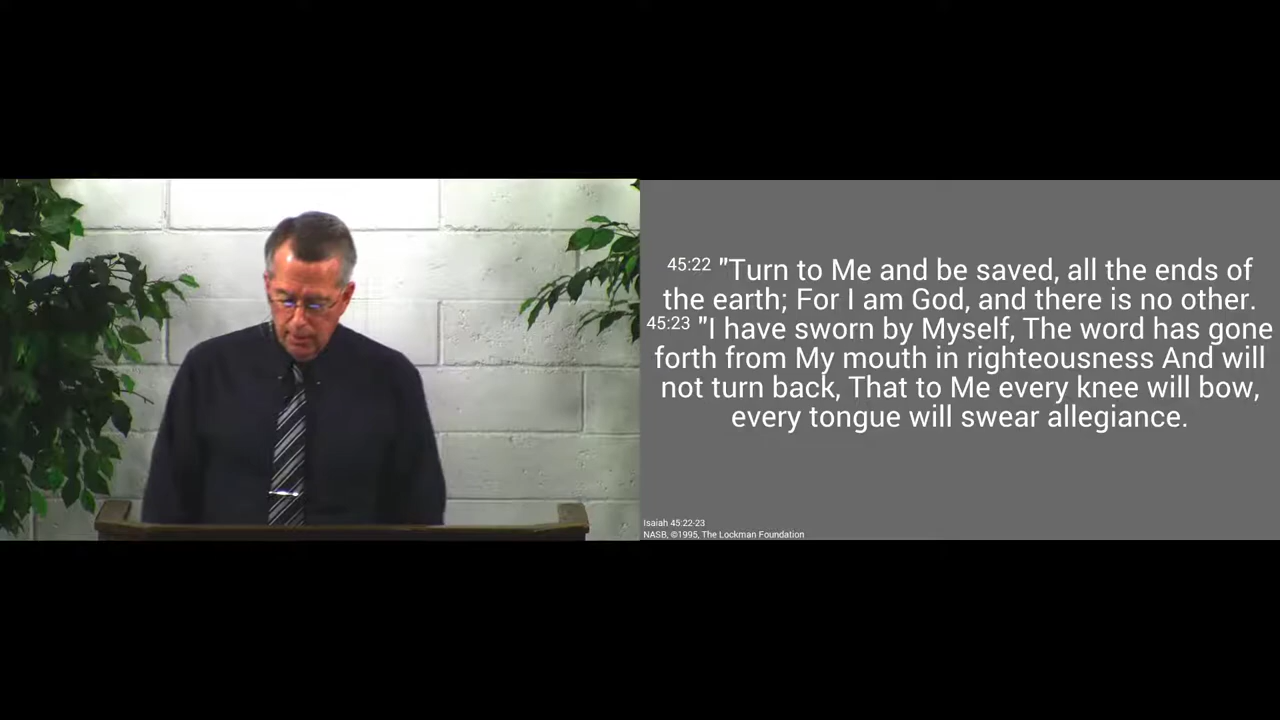 45:22 "Turn to Me and be saved, all the ends of
the earth; For I am God, and there is no other.
45:23 "I have sworn by Myself, The word has gone
forth from My mouth in righteousness And will
not turn back, That to Me every knee will bow,
every tongue will swear allegiance.
Isaiah 45:22-23
NASB, ©1995, The Lockman Foundation